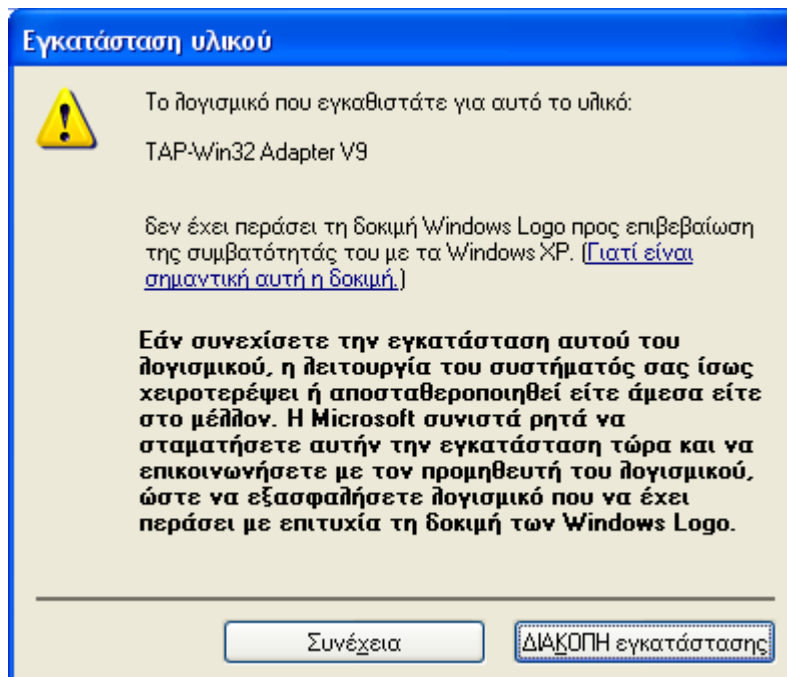 Εγκατάσταση υλικού
Το λογισμικό που εγκαθιστάτε για αυτό το υλικό:
TAP-Win32 Adapter V9
δεν έχει περάσει τη δοκιμή Windows Logo προς επιβεβαίωση
της συμβατότητάς του με τα Windows XP. (Γιατί είναι
σημαντική αυτή η δοκιμή.)
Εάν συνεχίσετε την εγκατάσταση αυτού του
λογισμικού, η λειτουργία του συστήματός σας ίσως
χειροτερέψει ή αποσταθεροποιηθεί είτε άμεσα είτε
στο μέλλον. Η Microsoft συνιστά ρητά να
σταματήσετε αυτήν την εγκατάσταση τώρα και να
επικοινωνήσετε με τον προμηθευτή του λογισμικού,
ώστε να εξασφαλήσετε λογισμικό που να έχει
περάσει με επιτυχία τη δοκιμή των Windows Logo.
Συνέχεια
ΔΙΑΚΟΠΗ εγκατάστασης